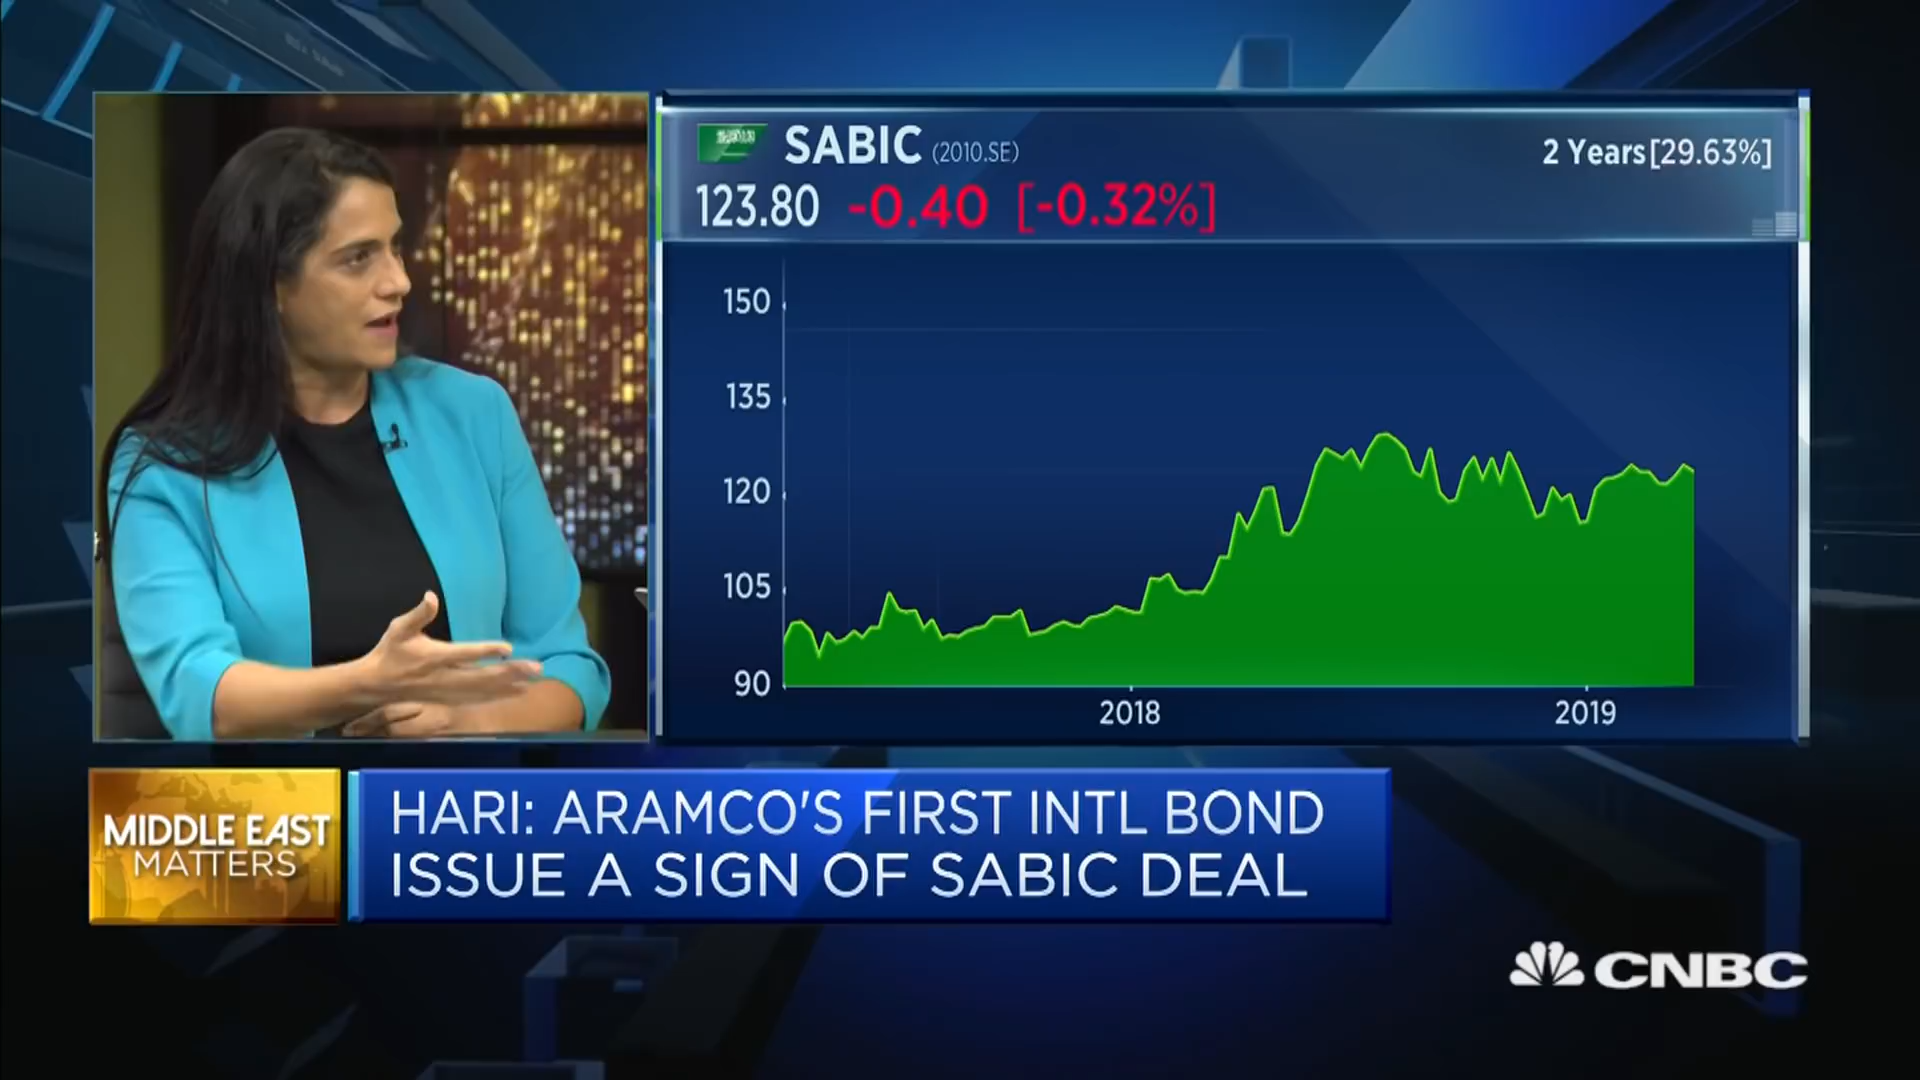 SABIC (2010.SE)
2 Years[29.63%]
123.80 -0.40 [-0.32%]
150
135
120
105
90
2018
2019
MIDDLE EAST
MATTERS
HARI: ARAMCO'S FIRST INTL BOND
ISSUE A SIGN OF SABIC DEAL
CNBC